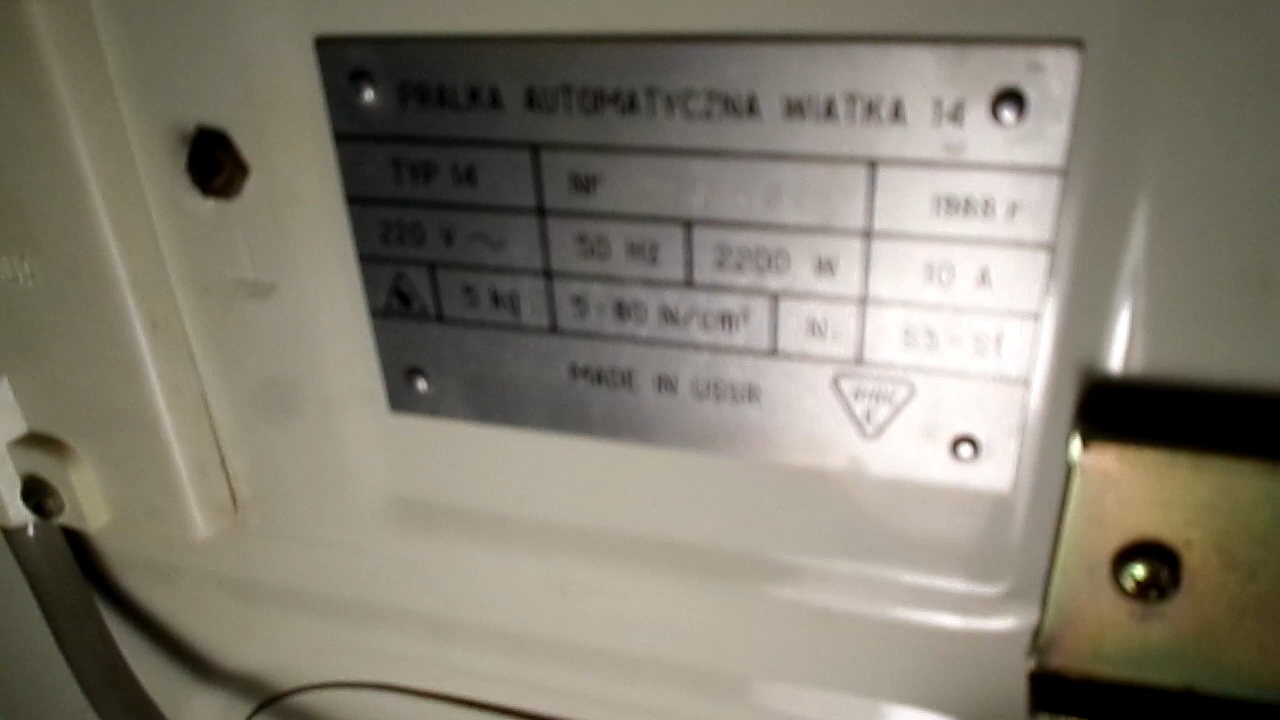 PRALKA AUTOMATYCZNA WIATKA 14
TYP 14 Nr 1988 r
220 V ~ 50 Hz 2200 W 10 A
5 kg 5-80 N/cm²
MADE IN USSR